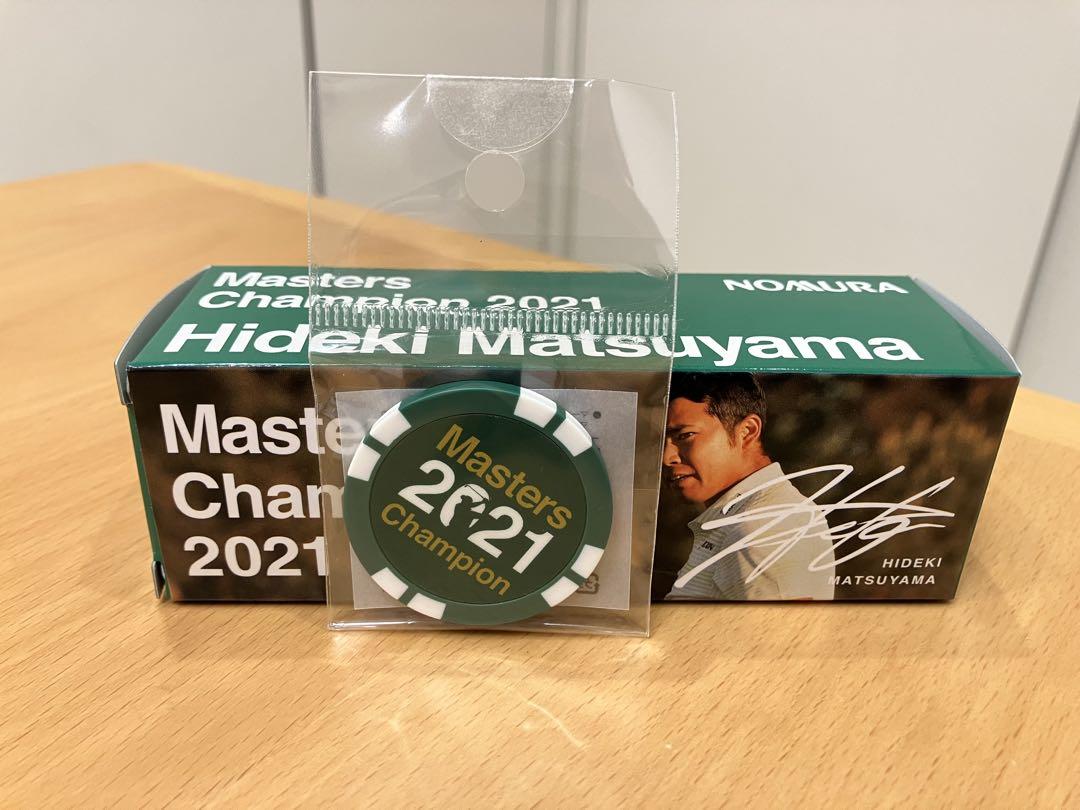 Masters
Champion 2021
NOMURA
Hideki Matsuyama
Maste
Cham
2021
Masters
2021
Champion
HIDEKI
MATSUYAMA